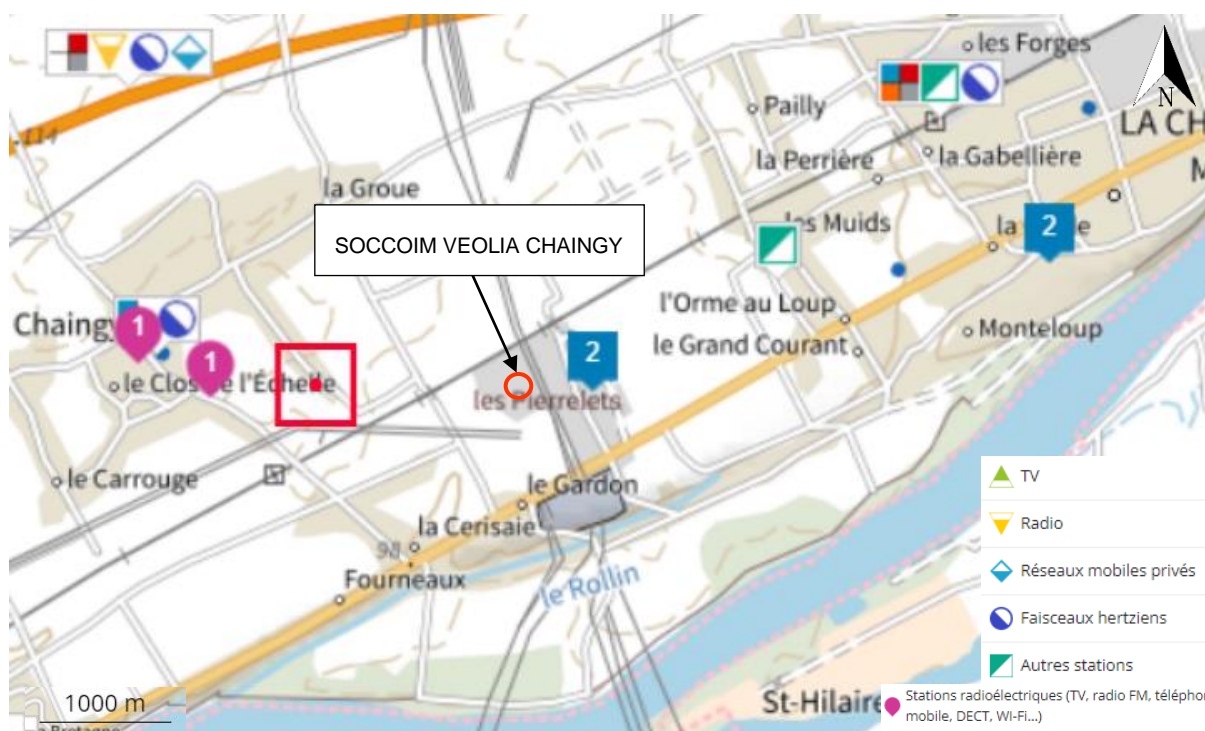 les Forges
N
114
Pailly
LA CH
la Perrière
la Gabellière
M
la Groue
les Muids
la
2
e
SOCCOIM VEOLIA CHAINGY
l'Orme au Loup
Chaingy
1
2
Monteloup
le Grand Courant
1
le Clos de l'Échelle
les Pierrelets
le Carrouge
le Gardon
TV
la Cerisaie
Radio
98
Fourneaux
le Rollin
Réseaux mobiles privés
Faisceaux hertziens
Autres stations
1000 m
St-Hilaire
Stations radioélectriques (TV, radio FM, télépho
mobile, DECT, WI-Fi...)
Bretagne